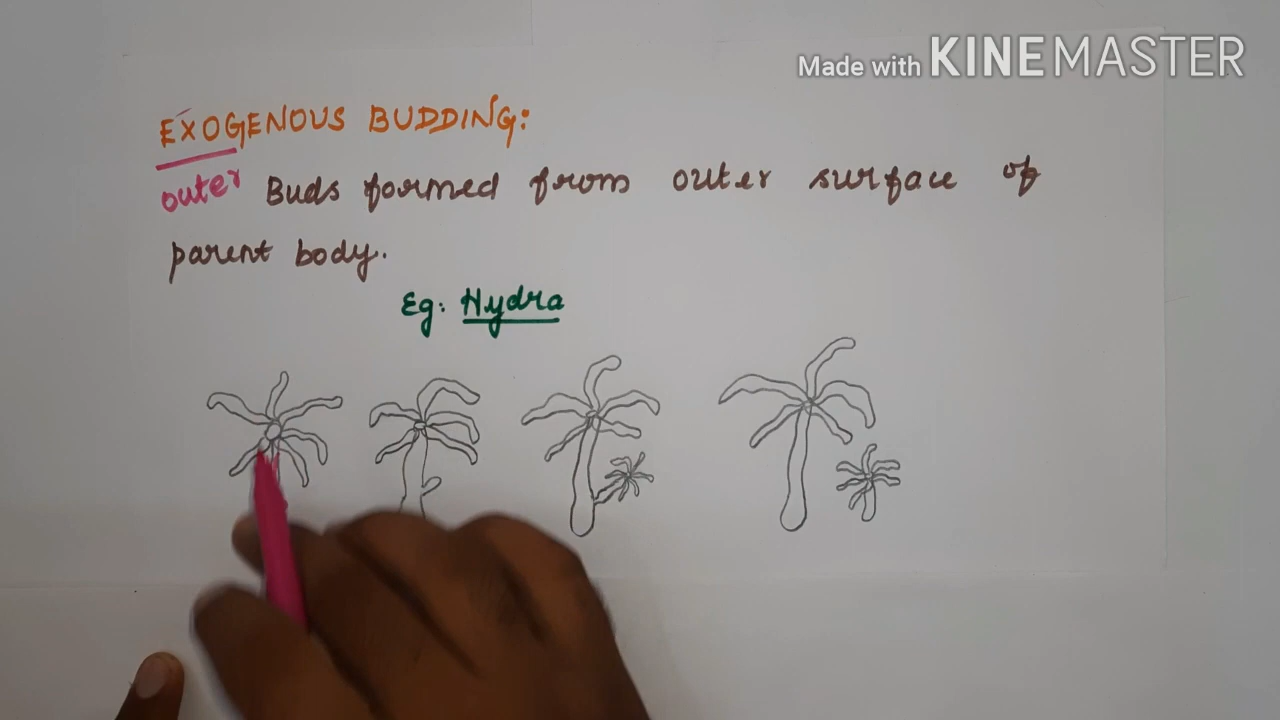 Made with KINEMASTER
EXOGENOUS BUDDING:
outer Buds formed from outer surface of
parent body.
Eg: Hydra